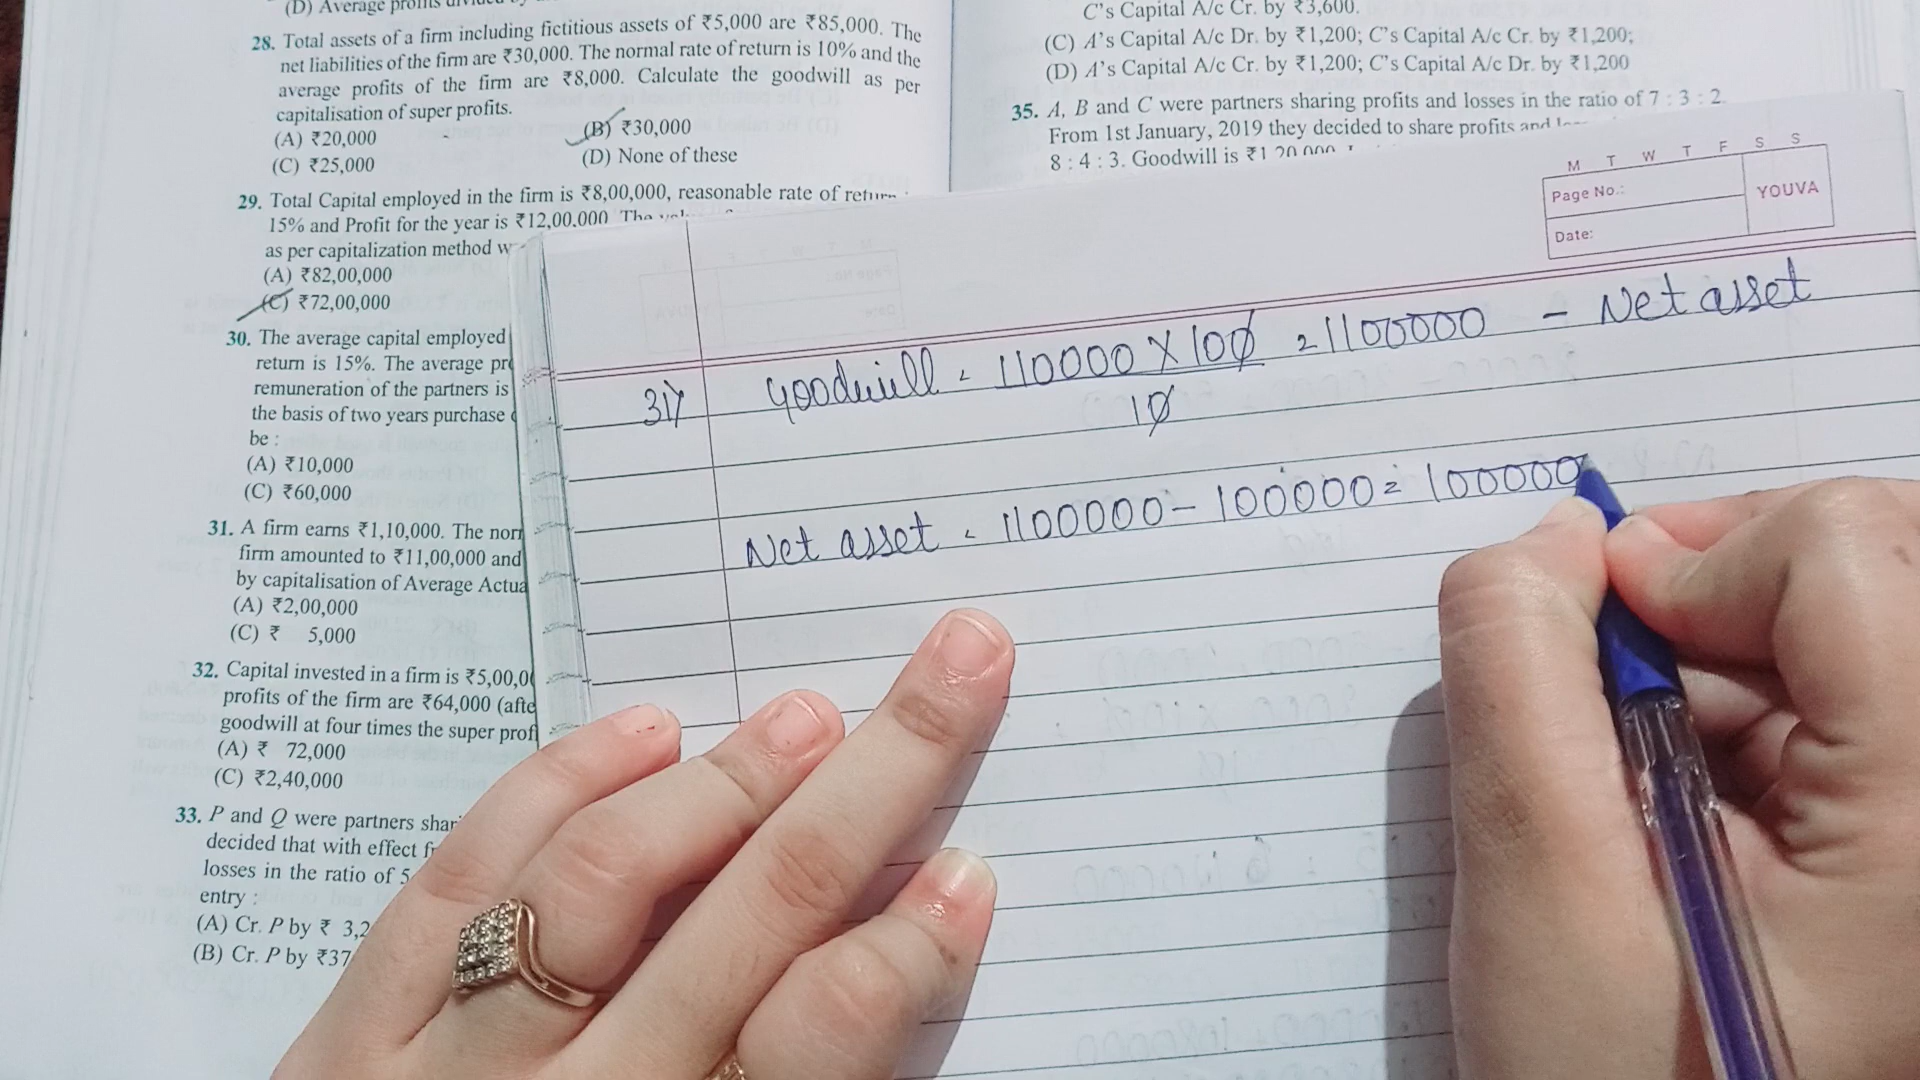 (D) Average profits
28. Total assets of a firm including fictitious assets of ₹5,000 are ₹85,000. The
net liabilities of the firm are ₹30,000. The normal rate of return is 10% and the
average profits of the firm are ₹8,000. Calculate the goodwill as per
capitalisation of super profits.
(A) ₹20,000 (B) ₹30,000
(C) ₹25,000 (D) None of these
29. Total Capital employed in the firm is ₹8,00,000, reasonable rate of return
15% and Profit for the year is ₹12,00,000. The
as per capitalization method
(A) ₹82,00,000
(C) ₹72,00,000
30. The average capital employed
return is 15%. The average
remuneration of the partners is
the basis of two years purchase
be :
(A) ₹10,000
(C) ₹60,000
31. A firm earns ₹1,10,000. The
firm amounted to ₹11,00,000 and
by capitalisation of Average
(A) ₹2,00,000
(C) ₹ 5,000
32. Capital invested in a firm is
profits of the firm are ₹64,000
goodwill at four times the super
(A) ₹ 72,000
(C) ₹2,40,000
33. P and Q were partners
decided that with effect
losses in the ratio of
entry :
(A) Cr. P by ₹ 3,2
(B) Cr. P by ₹37
C's Capital A/c Cr. by ₹3,600.
(C) A's Capital A/c Dr. by ₹1,200; C's Capital A/c Cr. by ₹1,200;
(D) A's Capital A/c Cr. by ₹1,200; C's Capital A/c Dr. by ₹1,200
35. A, B and C were partners sharing profits and losses in the ratio of 7 : 3 : 2.
From 1st January, 2019 they decided to share profits and
8 : 4 : 3. Goodwill is ₹1,20,000
M T W T F S S
Page No.:
YOUVA
Date:
31) Goodwill = 110000 X 100 = 1100000 - Net asset
10
Net asset = 1100000 - 100000 = 1000000